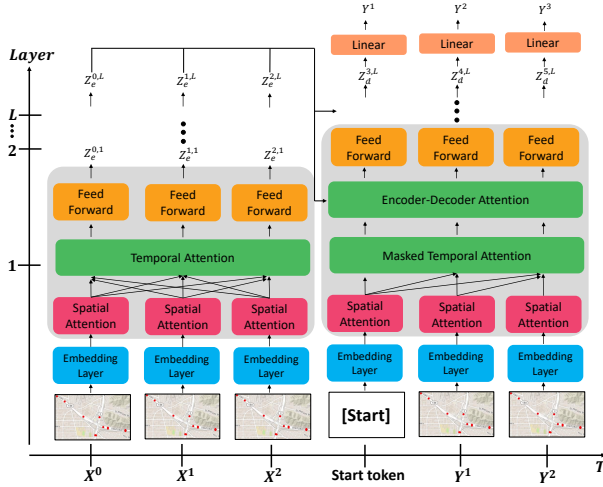 Y¹ Y² Y³
Layer Linear Linear Linear
Z_e^{0,L} Z_e^{1,L} Z_e^{2,L} Z_d^{3,L} Z_d^{4,L} Z_d^{5,L}
L
2 Z_e^{0,1} Z_e^{1,1} Z_e^{2,1}
Feed Forward Feed Forward Feed Forward
Feed Forward Feed Forward Feed Forward
Encoder-Decoder Attention
1 Temporal Attention Masked Temporal Attention
Spatial Attention Spatial Attention Spatial Attention Spatial Attention Spatial Attention Spatial Attention
Embedding Layer Embedding Layer Embedding Layer Embedding Layer Embedding Layer Embedding Layer
[Start]
X⁰ X¹ X² Start token Y¹ Y² T